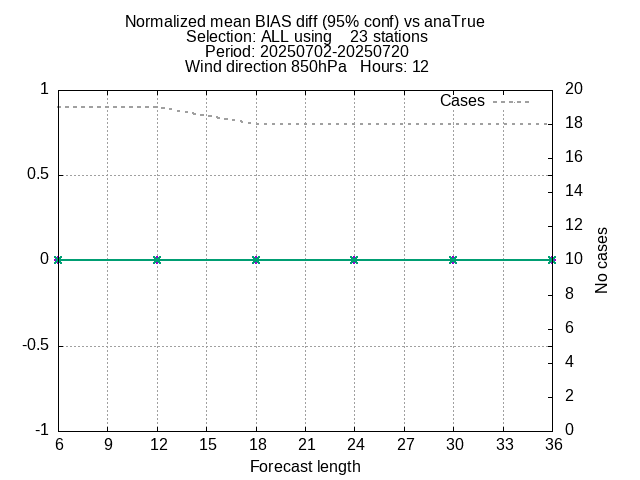 Normalized mean BIAS diff (95% conf) vs anaTrue
Selection: ALL using    23 stations
Period: 20250702-20250720
Wind direction 850hPa   Hours: 12
Cases
1
0.5
0
-0.5
-1
20
18
16
14
12
10
8
6
4
2
0
No cases
6 9 12 15 18 21 24 27 30 33 36
Forecast length